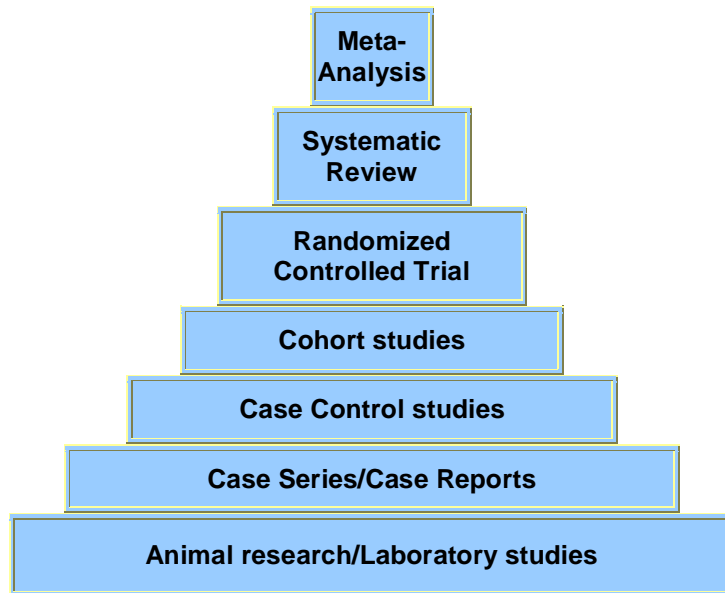 Meta-
Analysis
Systematic
Review
Randomized
Controlled Trial
Cohort studies
Case Control studies
Case Series/Case Reports
Animal research/Laboratory studies